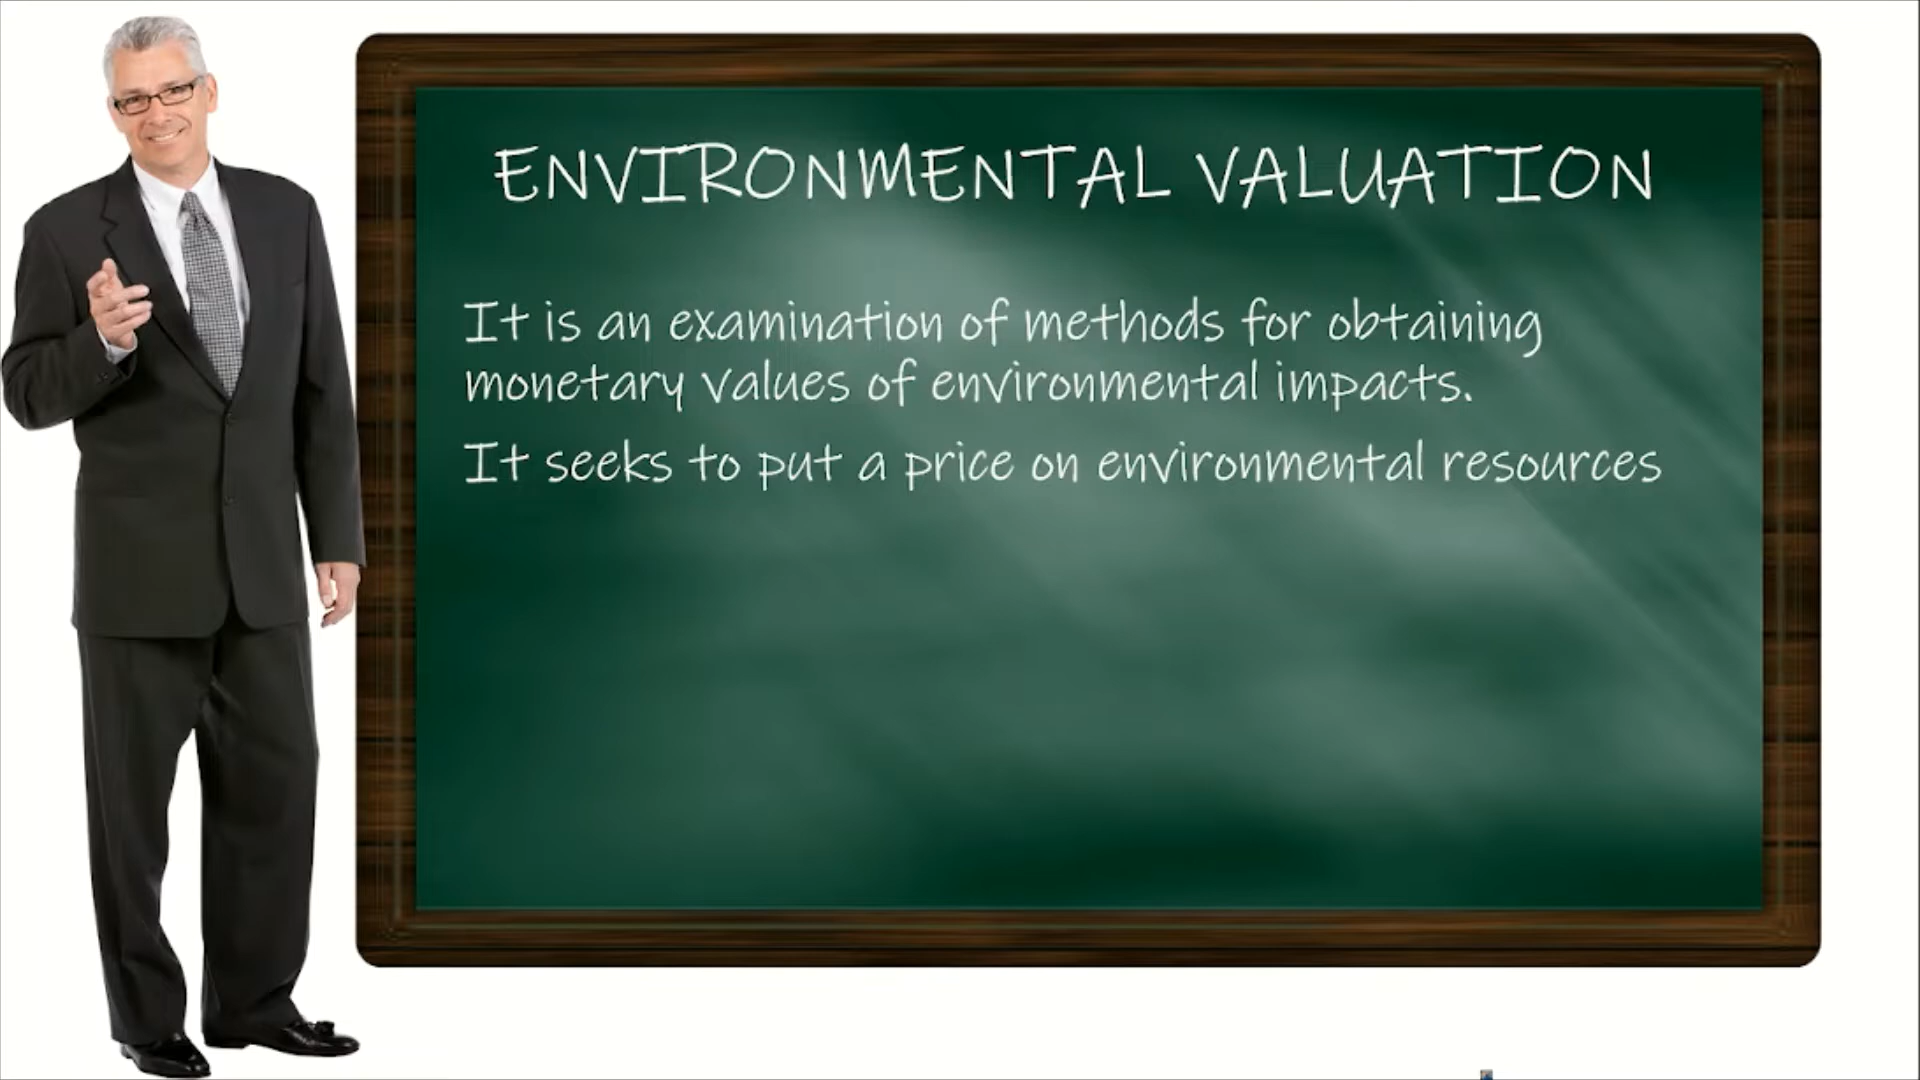 ENVIRONMENTAL VALUATION
It is an examination of methods for obtaining
monetary values of environmental impacts.
It seeks to put a price on environmental resources